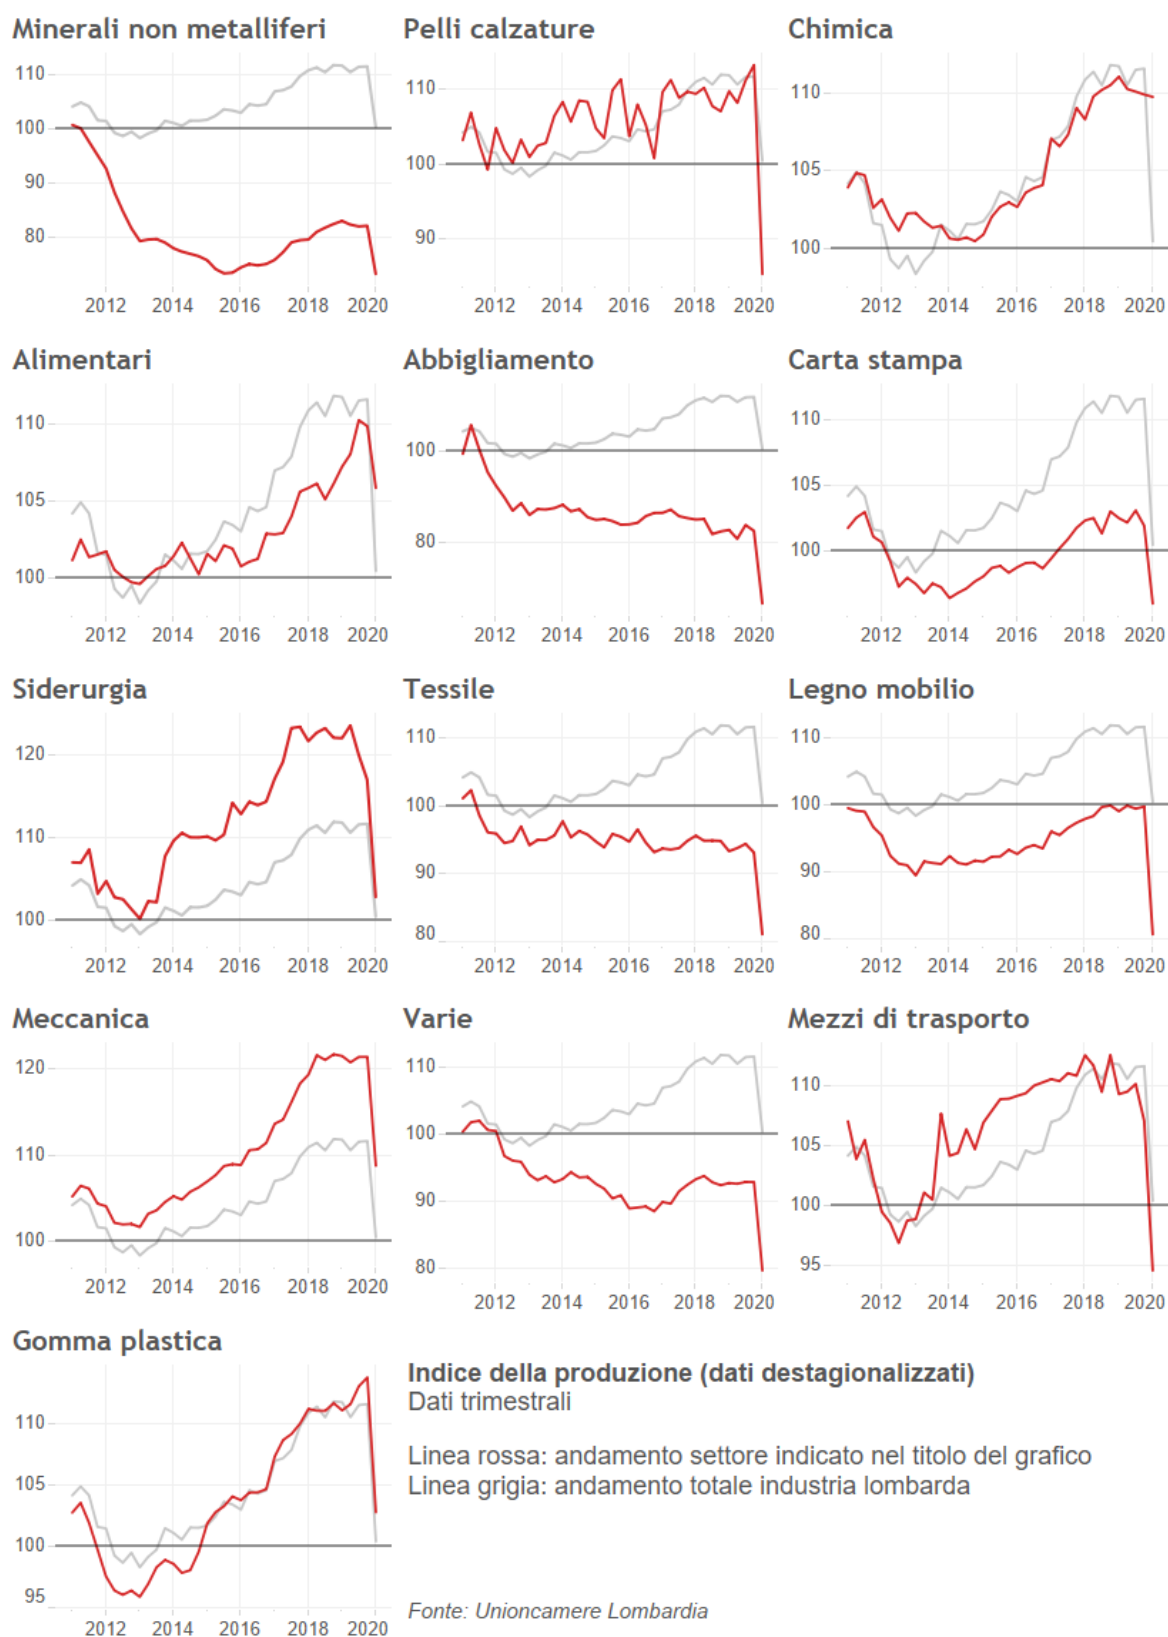 Minerali non metalliferi
110
100
90
80
2012 2014 2016 2018 2020
Pelli calzature
110
100
90
2012 2014 2016 2018 2020
Chimica
110
105
100
2012 2014 2016 2018 2020
Alimentari
110
105
100
2012 2014 2016 2018 2020
Abbigliamento
100
80
2012 2014 2016 2018 2020
Carta stampa
110
105
100
2012 2014 2016 2018 2020
Siderurgia
120
110
100
2012 2014 2016 2018 2020
Tessile
110
100
90
80
2012 2014 2016 2018 2020
Legno mobilio
110
100
90
80
2012 2014 2016 2018 2020
Meccanica
120
110
100
2012 2014 2016 2018 2020
Varie
110
100
90
80
2012 2014 2016 2018 2020
Mezzi di trasporto
110
105
100
95
2012 2014 2016 2018 2020
Gomma plastica
110
105
100
95
2012 2014 2016 2018 2020
Indice della produzione (dati destagionalizzati)
Dati trimestrali
Linea rossa: andamento settore indicato nel titolo del grafico
Linea grigia: andamento totale industria lombarda
Fonte: Unioncamere Lombardia